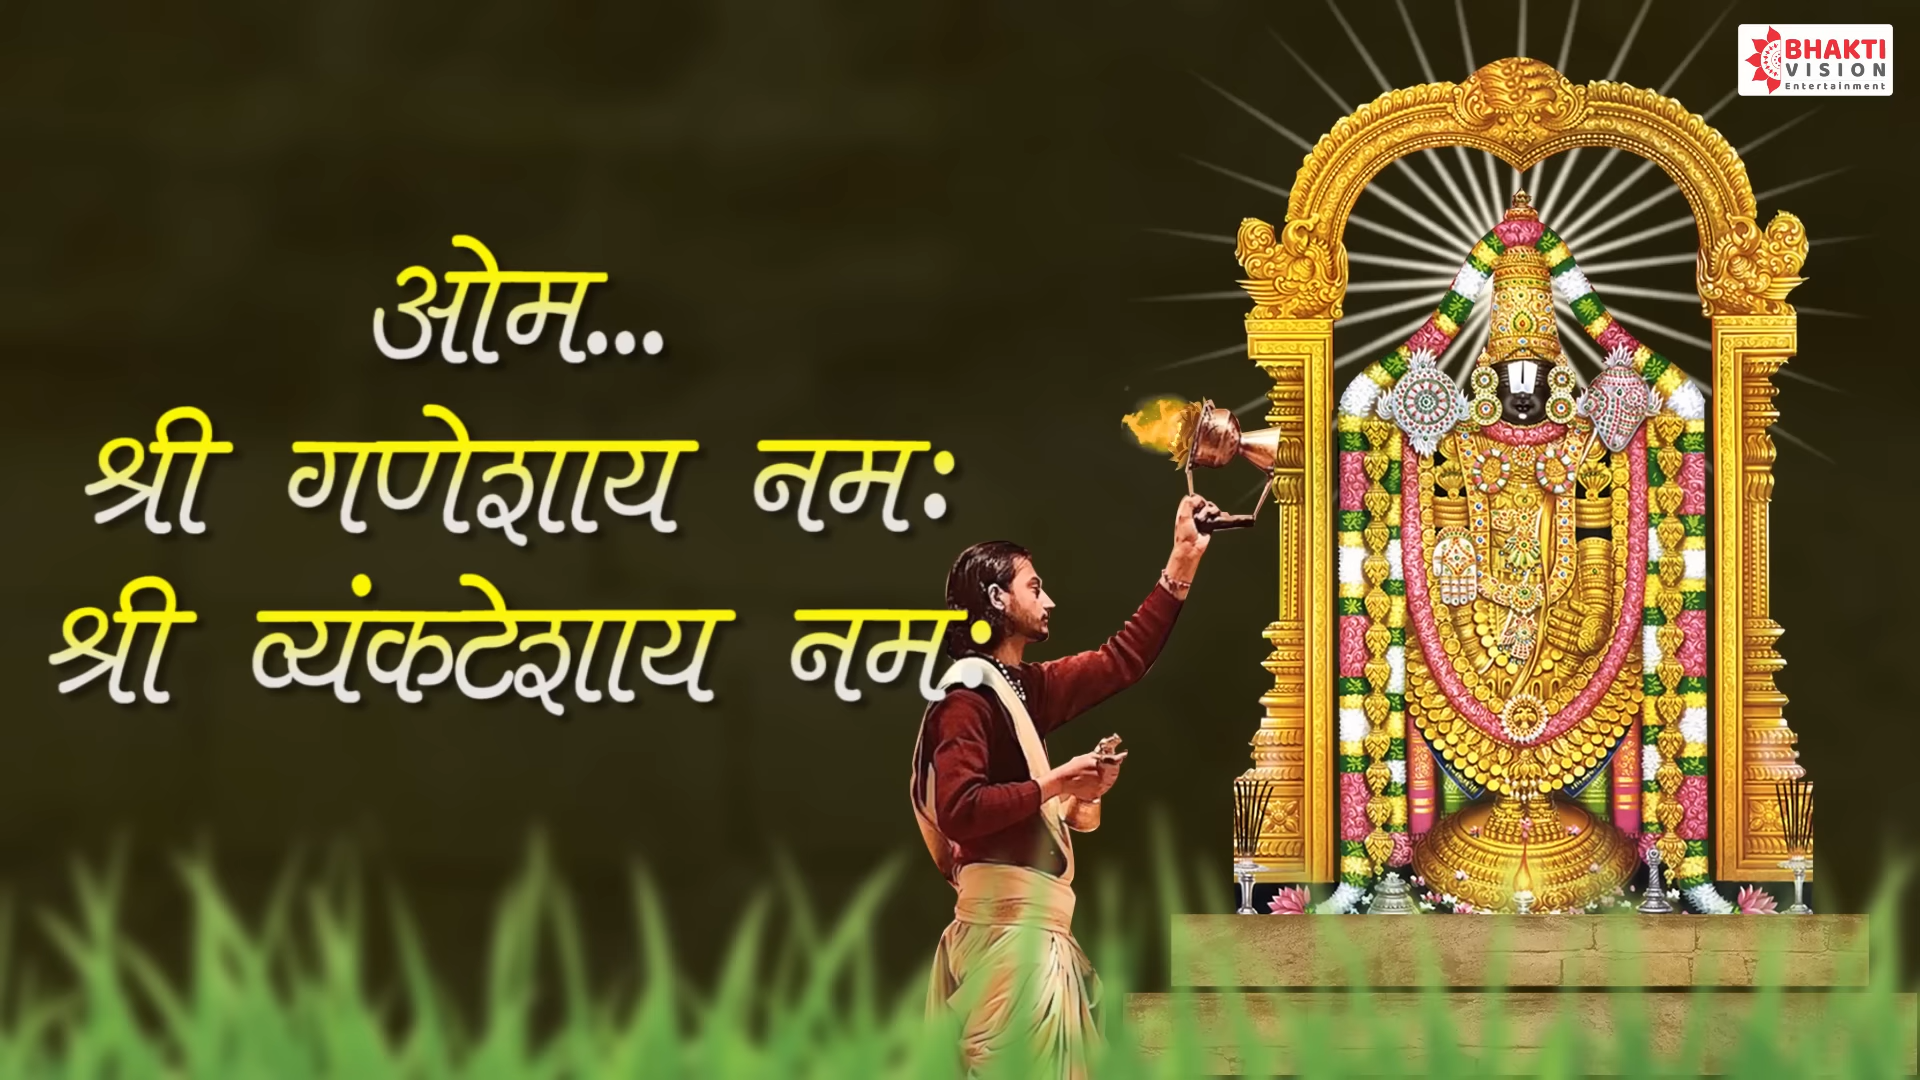 ओम...
श्री गणेशाय नम:
श्री व्यंकटेशाय नम:
BHAKTI
VISION
Entertainment